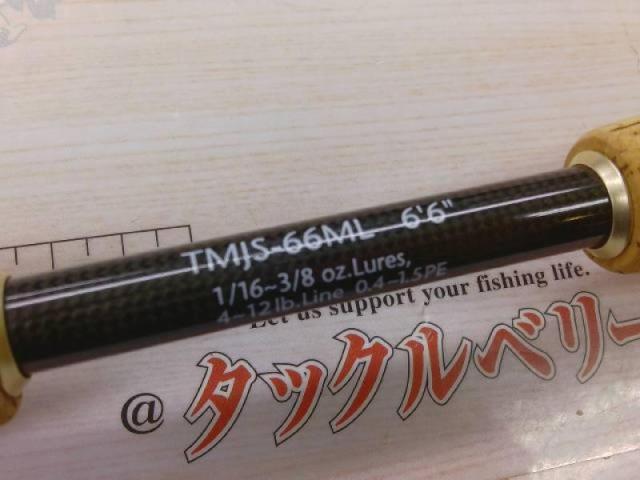 TMJS-66ML 6'6"
1/16~3/8 oz.Lures,
4~12lb.Line 0.4-1.5PE
Let us support your fishing life.
@タックルベリー